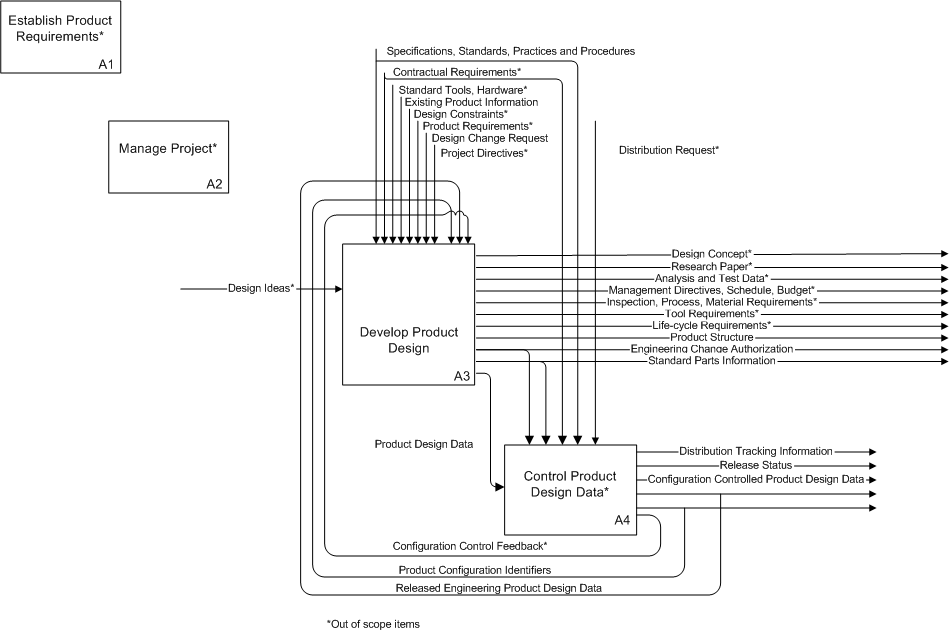 Establish Product
Requirements*
A1
Specifications, Standards, Practices and Procedures
Contractual Requirements*
Standard Tools, Hardware*
Existing Product Information
Design Constraints*
Product Requirements*
Design Change Request
Project Directives*
Manage Project*
A2
Distribution Request*
Design Concept*
Research Paper*
Analysis and Test Data*
Management Directives, Schedule, Budget*
Inspection, Process, Material Requirements*
Tool Requirements*
Life-cycle Requirements*
Product Structure
Engineering Change Authorization
Standard Parts Information
Design Ideas*
Develop Product
Design
A3
Product Design Data
Control Product
Design Data*
A4
Distribution Tracking Information
Release Status
Configuration Controlled Product Design Data
Configuration Control Feedback*
Product Configuration Identifiers
Released Engineering Product Design Data
*Out of scope items